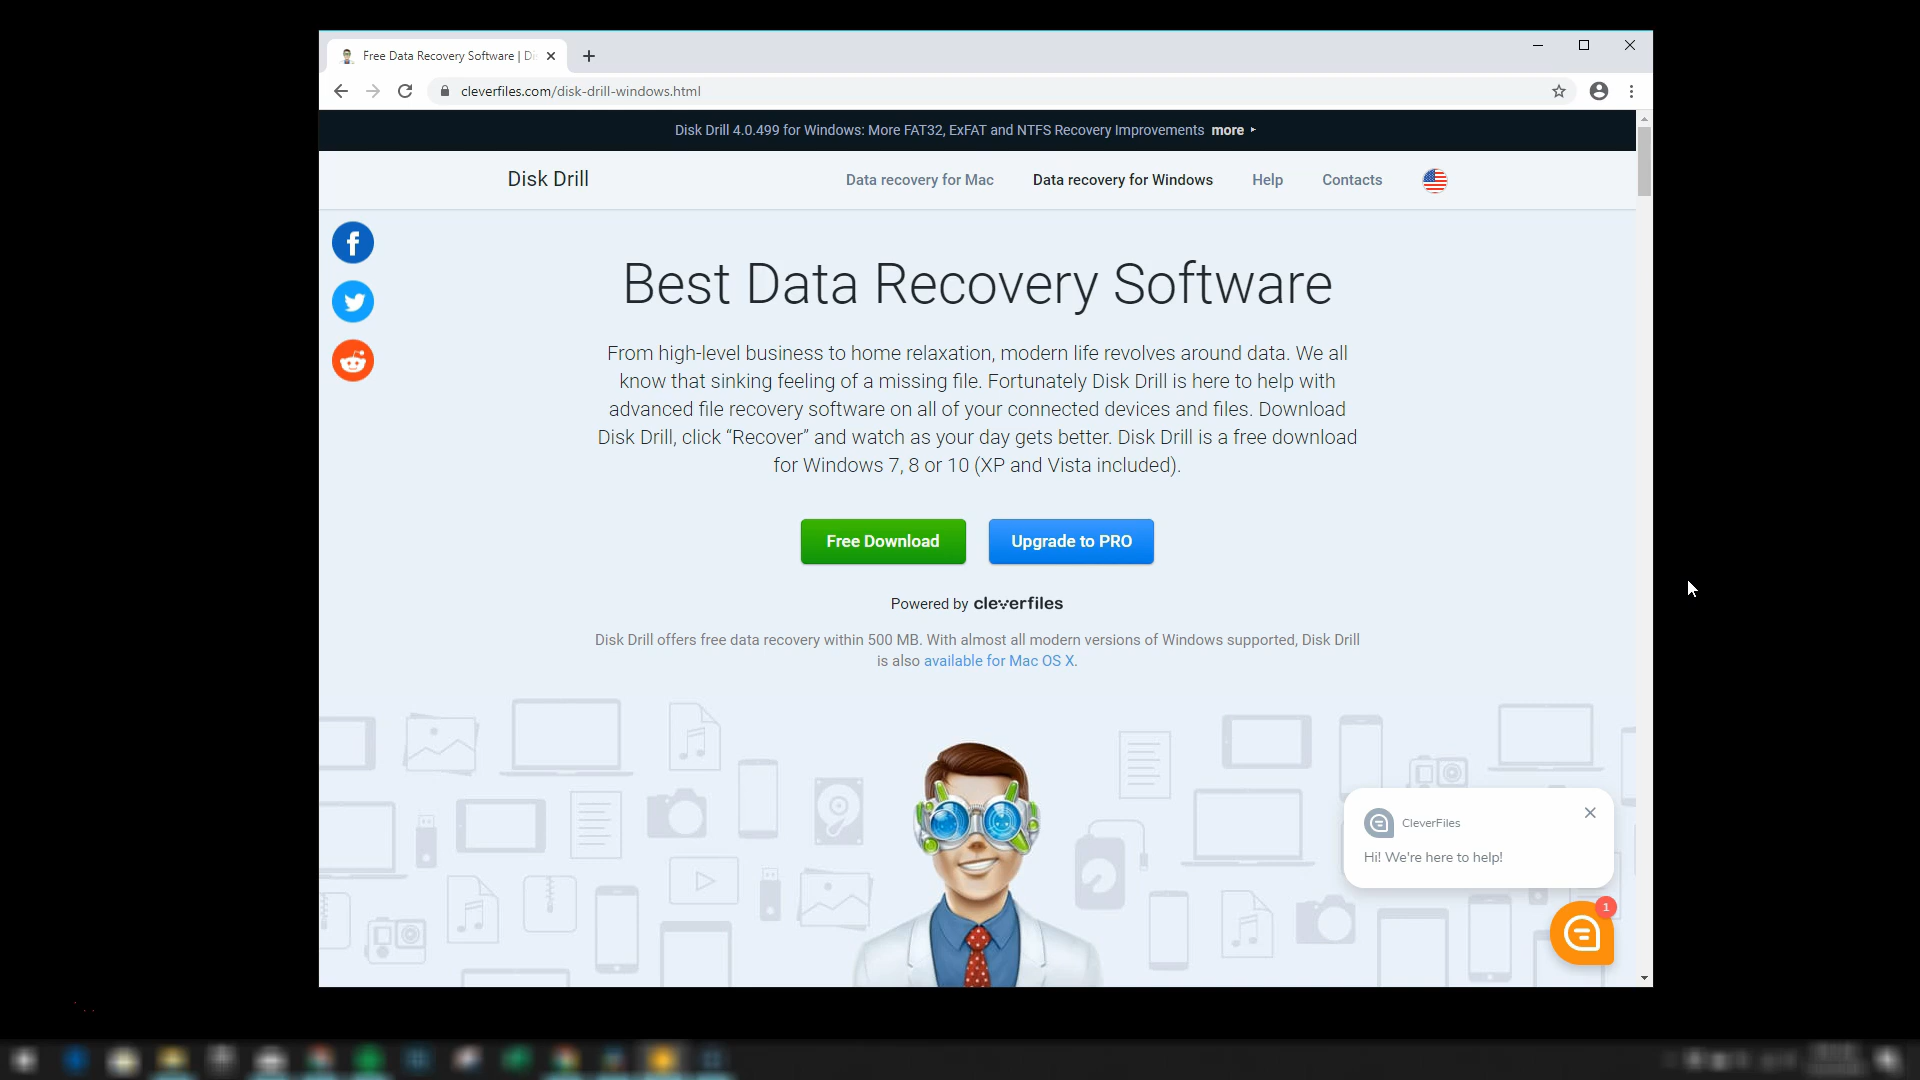 Free Data Recovery Software | Di
cleverfiles.com/disk-drill-windows.html
Disk Drill 4.0.499 for Windows: More FAT32, ExFAT and NTFS Recovery Improvements more
Disk Drill
Data recovery for Mac
Data recovery for Windows
Help
Contacts
Best Data Recovery Software
From high-level business to home relaxation, modern life revolves around data. We all
know that sinking feeling of a missing file. Fortunately Disk Drill is here to help with
advanced file recovery software on all of your connected devices and files. Download
Disk Drill, click “Recover” and watch as your day gets better. Disk Drill is a free download
for Windows 7, 8 or 10 (XP and Vista included).
Free Download
Upgrade to PRO
Powered by cleverfiles
Disk Drill offers free data recovery within 500 MB. With almost all modern versions of Windows supported, Disk Drill
is also available for Mac OS X.
CleverFiles
Hi! We're here to help!
1